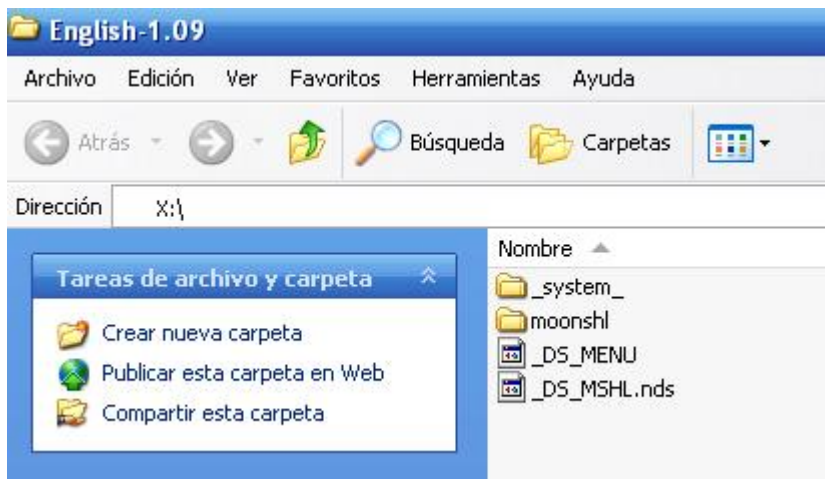 English-1.09
Archivo Edición Ver Favoritos Herramientas Ayuda
Atrás Búsqueda Carpetas
Dirección X:\
Nombre
Tareas de archivo y carpeta
_system_
Crear nueva carpeta
moonshl
Publicar esta carpeta en Web
_DS_MENU
Compartir esta carpeta
_DS_MSHL.nds